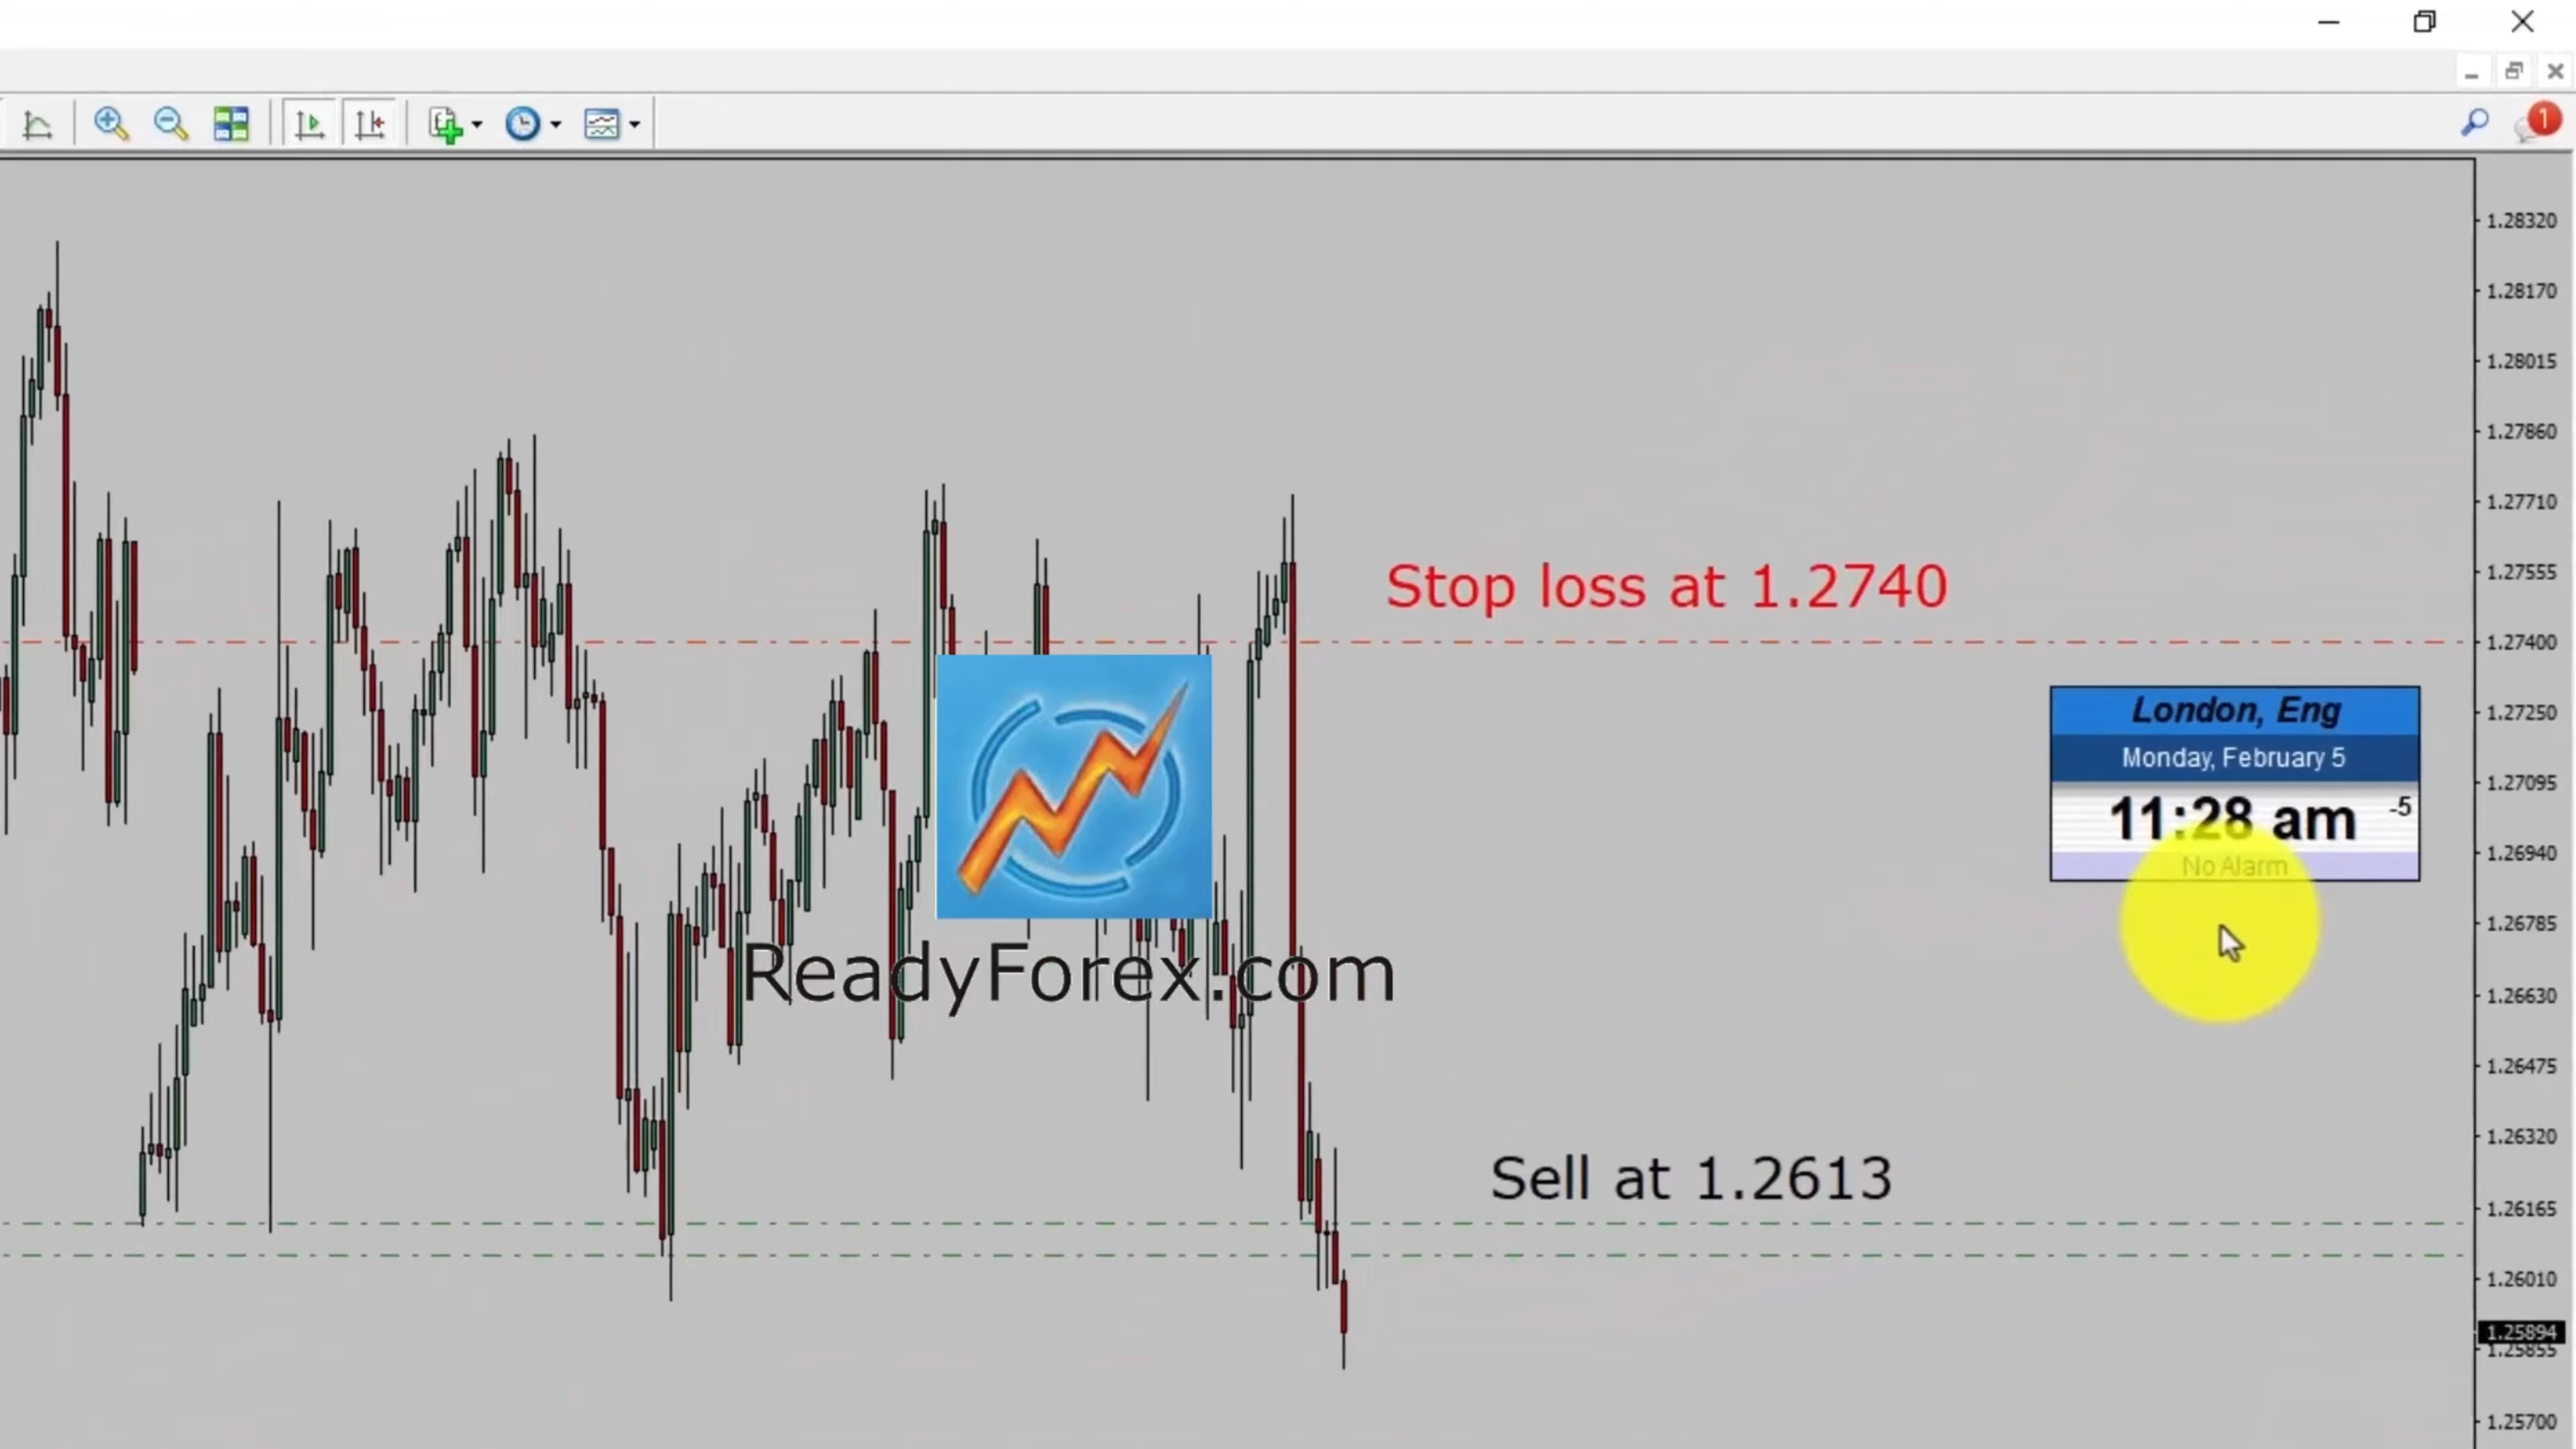 1
1.28320
1.28170
1.28015
1.27860
1.27710
Stop loss at 1.2740
1.27555
1.27400
London, Eng
Monday, February 5
11:28 am -5
No Alarm
1.27250
1.27095
1.26940
1.26785
ReadyForex.com
1.26630
1.26475
1.26320
Sell at 1.2613
1.26165
1.26010
1.25894
1.25855
1.25700